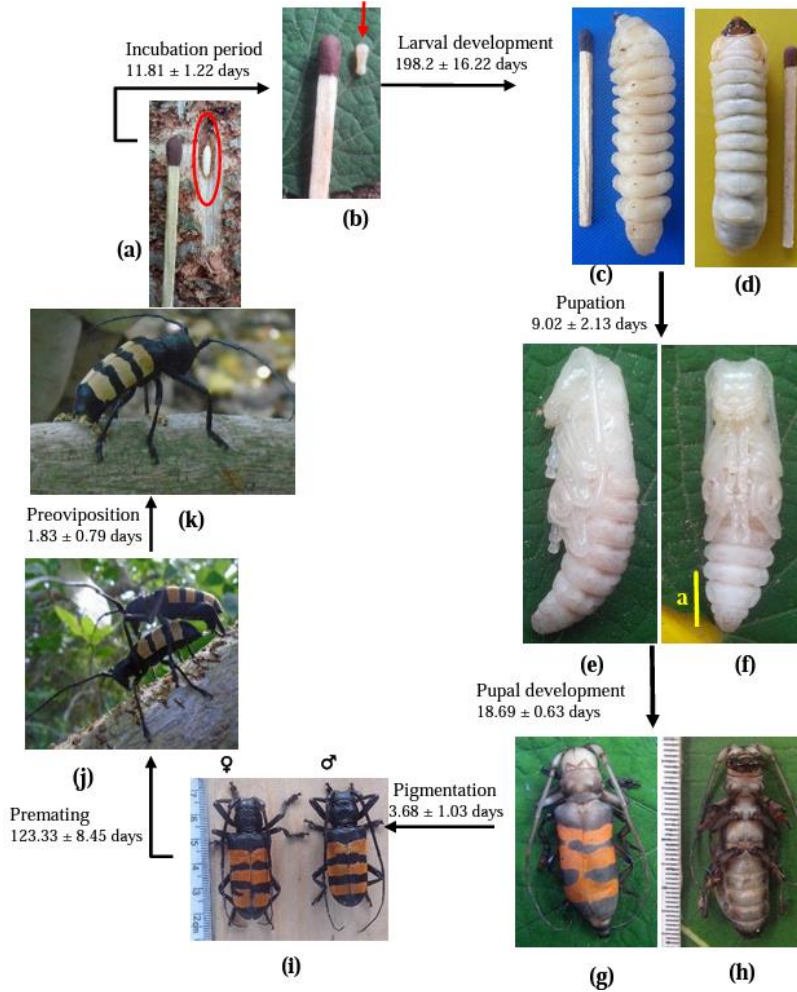 Incubation period
11.81 ± 1.22 days
Larval development
198.2 ± 16.22 days
(a)
(b)
(c)
(d)
Pupation
9.02 ± 2.13 days
(k)
Preoviposition
1.83 ± 0.79 days
a
(e)
(f)
Pupal development
18.69 ± 0.63 days
(j)
♀
♂
Pigmentation
3.68 ± 1.03 days
Premating
123.33 ± 8.45 days
(i)
(g)
(h)